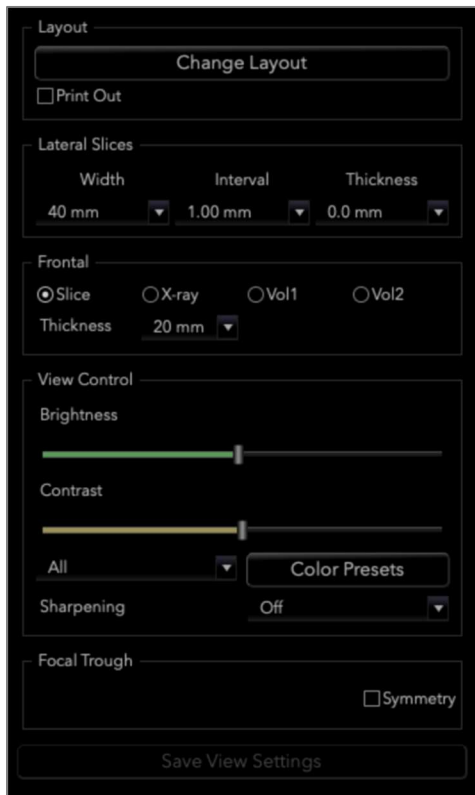 Layout
Change Layout
Print Out
Lateral Slices
Width Interval Thickness
40 mm 1.00 mm 0.0 mm
Frontal
Slice X-ray Vol1 Vol2
Thickness 20 mm
View Control
Brightness
Contrast
All Color Presets
Sharpening Off
Focal Trough
Symmetry
Save View Settings